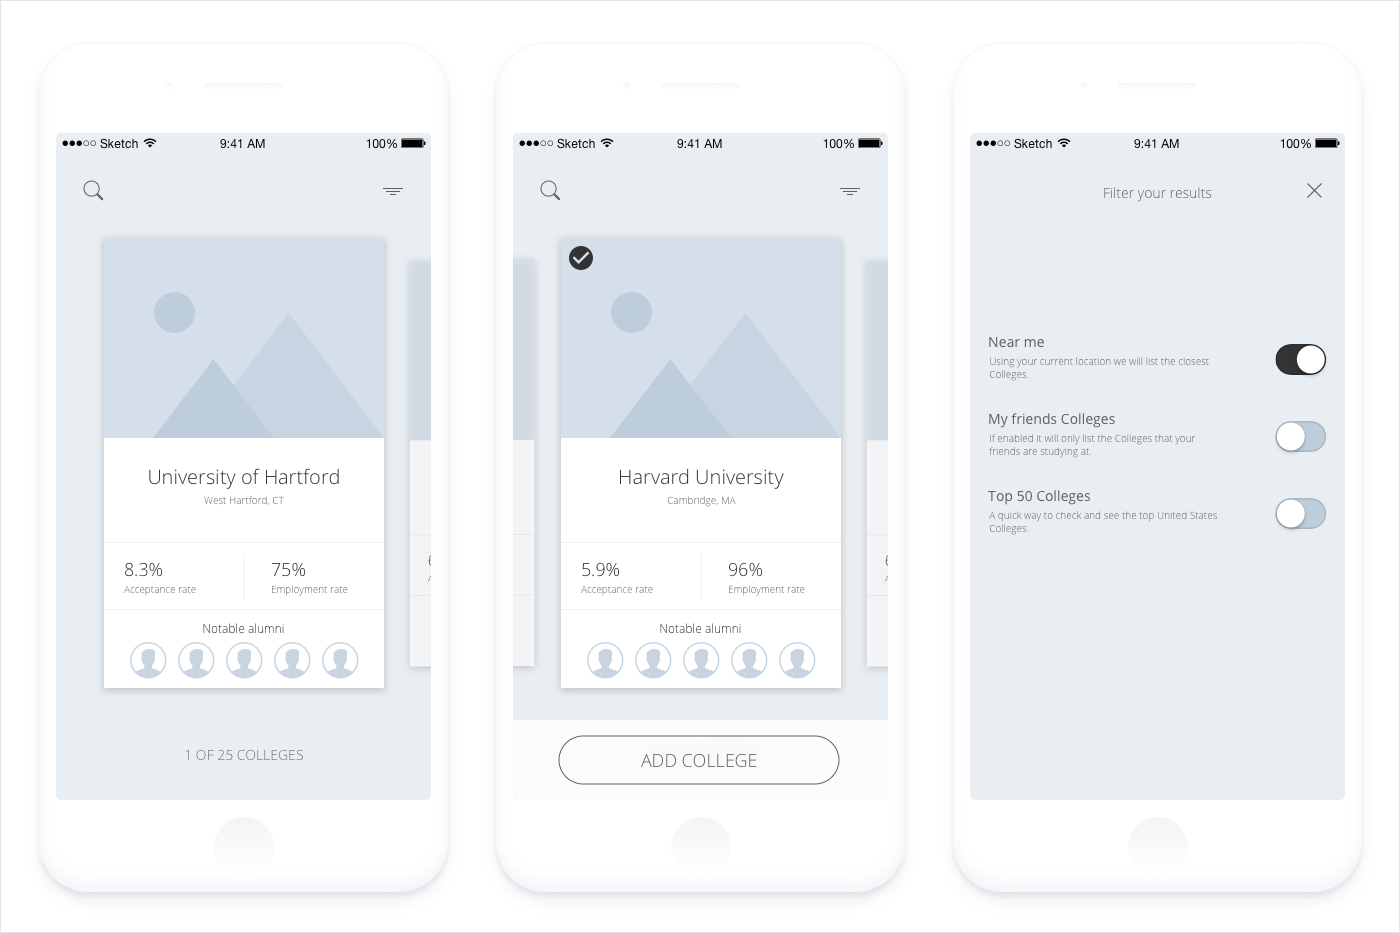 Sketch 9:41 AM 100%
University of Hartford
West Hartford, CT
8.3% 75%
Acceptance rate Employment rate
Notable alumni
1 OF 25 COLLEGES
Sketch 9:41 AM 100%
Harvard University
Cambridge, MA
5.9% 96%
Acceptance rate Employment rate
Notable alumni
ADD COLLEGE
Sketch 9:41 AM 100%
Filter your results
Near me
Using your current location we will list the closest
Colleges.
My friends Colleges
If enabled it will only list the Colleges that your
friends are studying at.
Top 50 Colleges
A quick way to check and see the top United States
Colleges.